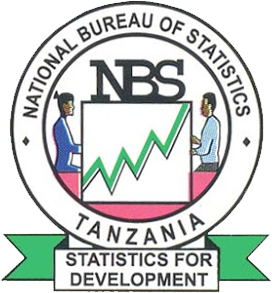 NATIONAL BUREAU OF STATISTICS
NBS
TANZANIA
STATISTICS FOR
DEVELOPMENT